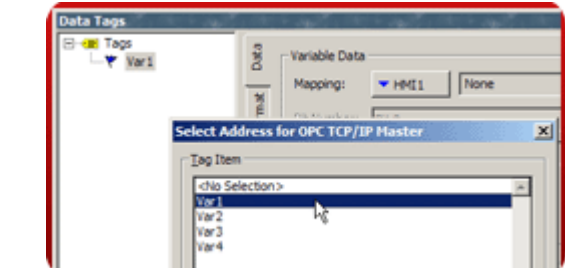 Data Tags
Tags
Var1
Data
Variable Data
Mapping:
HMI1
None
Select Address for OPC TCP/IP Master
Tag Item
<No Selection>
Var1
Var2
Var3
Var4